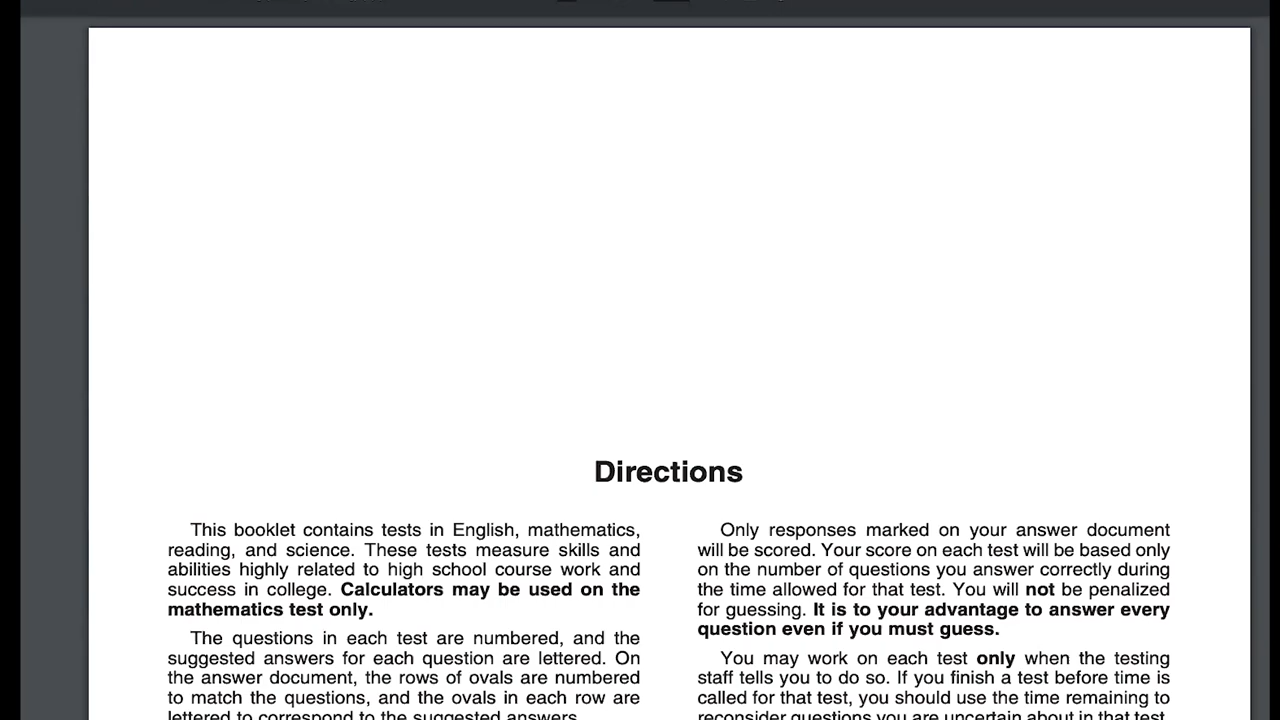 Directions
This booklet contains tests in English, mathematics,
reading, and science. These tests measure skills and
abilities highly related to high school course work and
success in college. Calculators may be used on the
mathematics test only.
The questions in each test are numbered, and the
suggested answers for each question are lettered. On
the answer document, the rows of ovals are numbered
to match the questions, and the ovals in each row are
lettered to correspond to the suggested answers.
Only responses marked on your answer document
will be scored. Your score on each test will be based only
on the number of questions you answer correctly during
the time allowed for that test. You will not be penalized
for guessing. It is to your advantage to answer every
question even if you must guess.
You may work on each test only when the testing
staff tells you to do so. If you finish a test before time is
called for that test, you should use the time remaining to
reconsider questions you are uncertain about in that test.